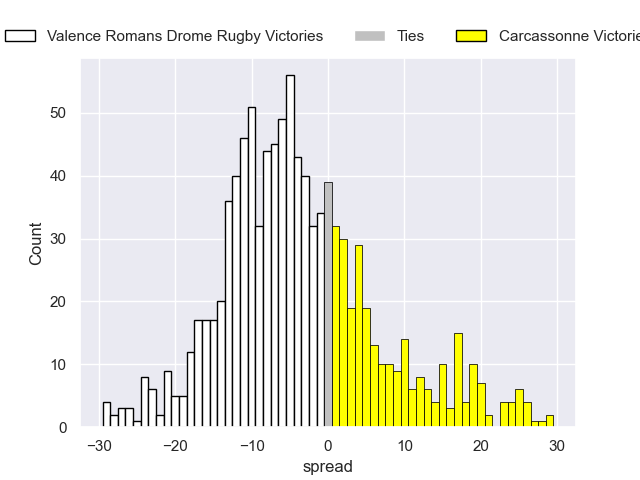 Valence Romans Drome Rugby Victories Ties Carcassonne Victorie
50
40
30
20
10
0
Count
−30 −20 −10 0 10 20 30
spread